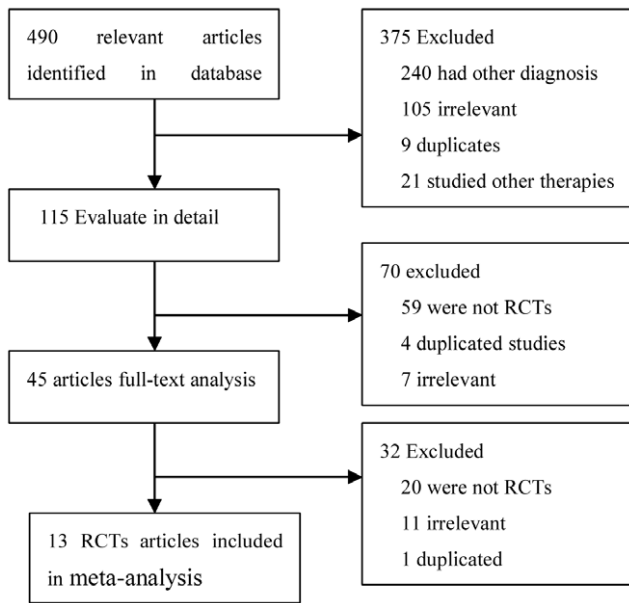 490 relevant articles
identified in database
375 Excluded
240 had other diagnosis
105 irrelevant
9 duplicates
21 studied other therapies
115 Evaluate in detail
70 excluded
59 were not RCTs
4 duplicated studies
7 irrelevant
45 articles full-text analysis
32 Excluded
20 were not RCTs
11 irrelevant
1 duplicated
13 RCTs articles included
in meta-analysis